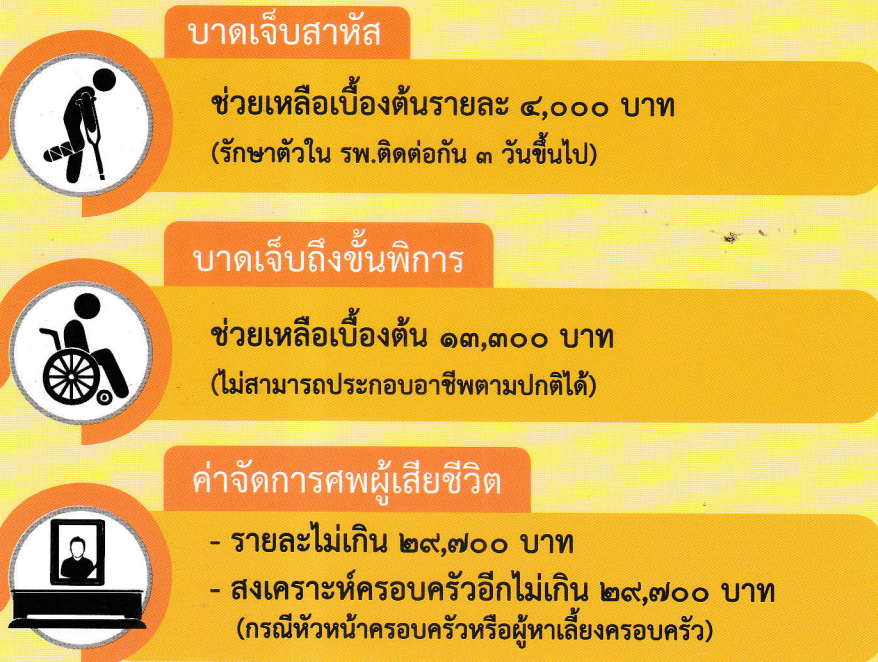 บาดเจ็บสาหัส
ช่วยเหลือเบื้องต้นรายละ ๔,๐๐๐ บาท
(รักษาตัวใน รพ.ติดต่อกัน ๓ วันขึ้นไป)
บาดเจ็บถึงขั้นพิการ
ช่วยเหลือเบื้องต้น ๑๓,๓๐๐ บาท
(ไม่สามารถประกอบอาชีพตามปกติได้)
ค่าจัดการศพผู้เสียชีวิต
- รายละไม่เกิน ๒๙,๗๐๐ บาท
- สงเคราะห์ครอบครัวอีกไม่เกิน ๒๙,๗๐๐ บาท
(กรณีหัวหน้าครอบครัวหรือผู้หาเลี้ยงครอบครัว)